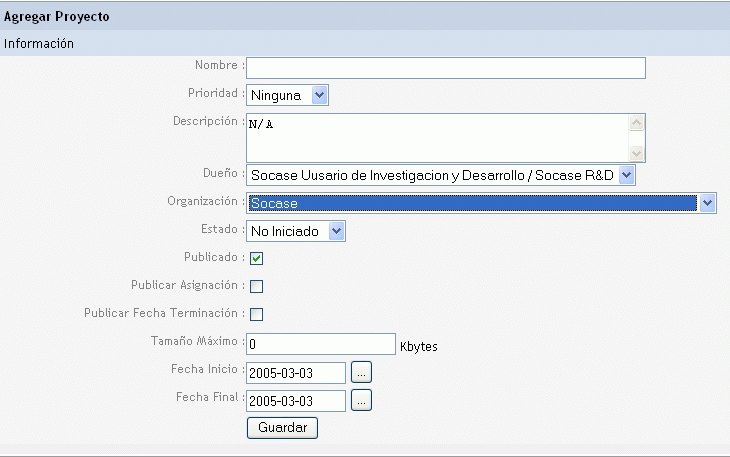 Agregar Proyecto
Información
Nombre :
Prioridad : Ninguna
Descripción : N/A
Dueño : Socase Uusario de Investigacion y Desarrollo / Socase R&D
Organización : Socase
Estado : No Iniciado
Publicado :
Publicar Asignación :
Publicar Fecha Terminación :
Tamaño Máximo : 0 Kbytes
Fecha Inicio : 2005-03-03 ...
Fecha Final : 2005-03-03 ...
Guardar